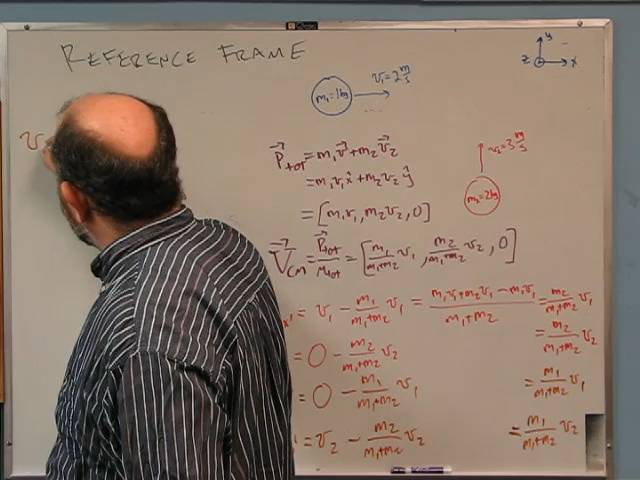 REFERENCE FRAME
m₁=1kg
v₁=2 m/s
y
z x
v₂=3 m/s
m₂=2kg
v
P⃗tot=m₁v⃗+m₂v⃗₂
=m₁v₁x̂+m₂v₂ŷ
=[m₁v₁, m₂v₂, 0]
V⃗cm=P⃗tot/Mtot=[m₁/(m₁+m₂) v₁, m₂/(m₁+m₂) v₂, 0]
= v₁ - m₁/(m₁+m₂) v₁ = (m₁v₁+m₂v₁-m₁v₁)/(m₁+m₂) = m₂/(m₁+m₂) v₁
= 0 - m₂/(m₁+m₂) v₂ = m₂/(m₁+m₂) v₂
= 0 - m₁/(m₁+m₂) v₁ = m₁/(m₁+m₂) v₁
= v₂ - m₂/(m₁+m₂) v₂ = m₁/(m₁+m₂) v₂